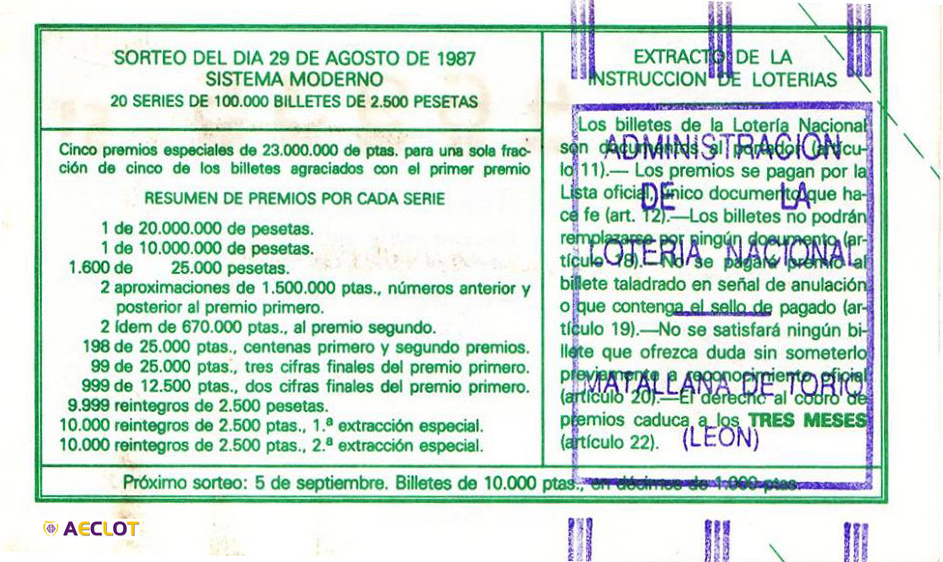 SORTEO DEL DIA 29 DE AGOSTO DE 1987
SISTEMA MODERNO
20 SERIES DE 100.000 BILLETES DE 2.500 PESETAS
Cinco premios especiales de 23.000.000 de ptas. para una sola frac-
ción de cinco de los billetes agraciados con el primer premio
RESUMEN DE PREMIOS POR CADA SERIE
1 de 20.000.000 de pesetas.
1 de 10.000.000 de pesetas.
1.600 de 25.000 pesetas.
2 aproximaciones de 1.500.000 ptas., números anterior y
posterior al premio primero.
2 ídem de 670.000 ptas., al premio segundo.
198 de 25.000 ptas., centenas primero y segundo premios.
99 de 25.000 ptas., tres cifras finales del premio primero.
999 de 12.500 ptas., dos cifras finales del premio primero.
9.999 reintegros de 2.500 pesetas.
10.000 reintegros de 2.500 ptas., 1.ª extracción especial.
10.000 reintegros de 2.500 ptas., 2.ª extracción especial.
EXTRACTO DE LA
INSTRUCCION DE LOTERIAS
Los billetes de la Lotería Nacional
son documentos al portador (artícu-
lo 11).— Los premios se pagan por la
Lista oficial, único documento que ha-
ce fe (art. 12).—Los billetes no podrán
remplazarse por ningún documento (ar-
tículo 18).—No se pagará premio al
billete taladrado en señal de anulación
o que contenga el sello de pagado (ar-
tículo 19).—No se satisfará ningún bi-
llete que ofrezca duda sin someterlo
previamente a reconocimiento oficial
(artículo 20).—El derecho al cobro de
premios caduca a los TRES MESES
(artículo 22).
ADMINISTRACION
DE LA
LOTERIA NACIONAL
MATALLANA DE TORIO
(LEON)
Próximo sorteo: 5 de septiembre. Billetes de 10.000 ptas., en décimos de 1.000 ptas.
AECLOT